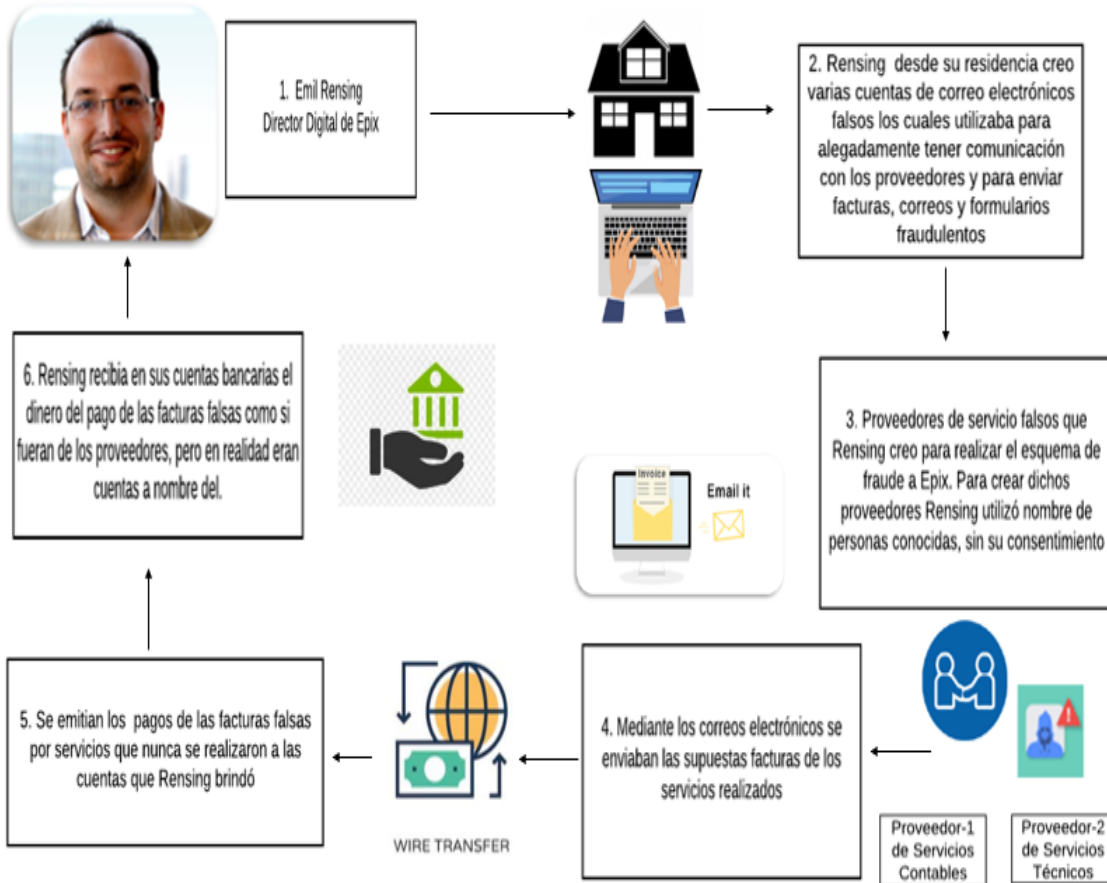 1. Emil Rensing
Director Digital de Epix
2. Rensing desde su residencia creo
varias cuentas de correo electrónicos
falsos los cuales utilizaba para
alegadamente tener comunicación
con los proveedores y para enviar
facturas, correos y formularios
fraudulentos
3. Proveedores de servicio falsos que
Rensing creo para realizar el esquema de
fraude a Epix. Para crear dichos
proveedores Rensing utilizó nombre de
personas conocidas, sin su consentimiento
Proveedor-1
de Servicios
Contables
Proveedor-2
de Servicios
Técnicos
Invoice
Email it
4. Mediante los correos electrónicos se
enviaban las supuestas facturas de los
servicios realizados
WIRE TRANSFER
5. Se emitian los pagos de las facturas falsas
por servicios que nunca se realizaron a las
cuentas que Rensing brindó
6. Rensing recibia en sus cuentas bancarias el
dinero del pago de las facturas falsas como si
fueran de los proveedores, pero en realidad eran
cuentas a nombre del.